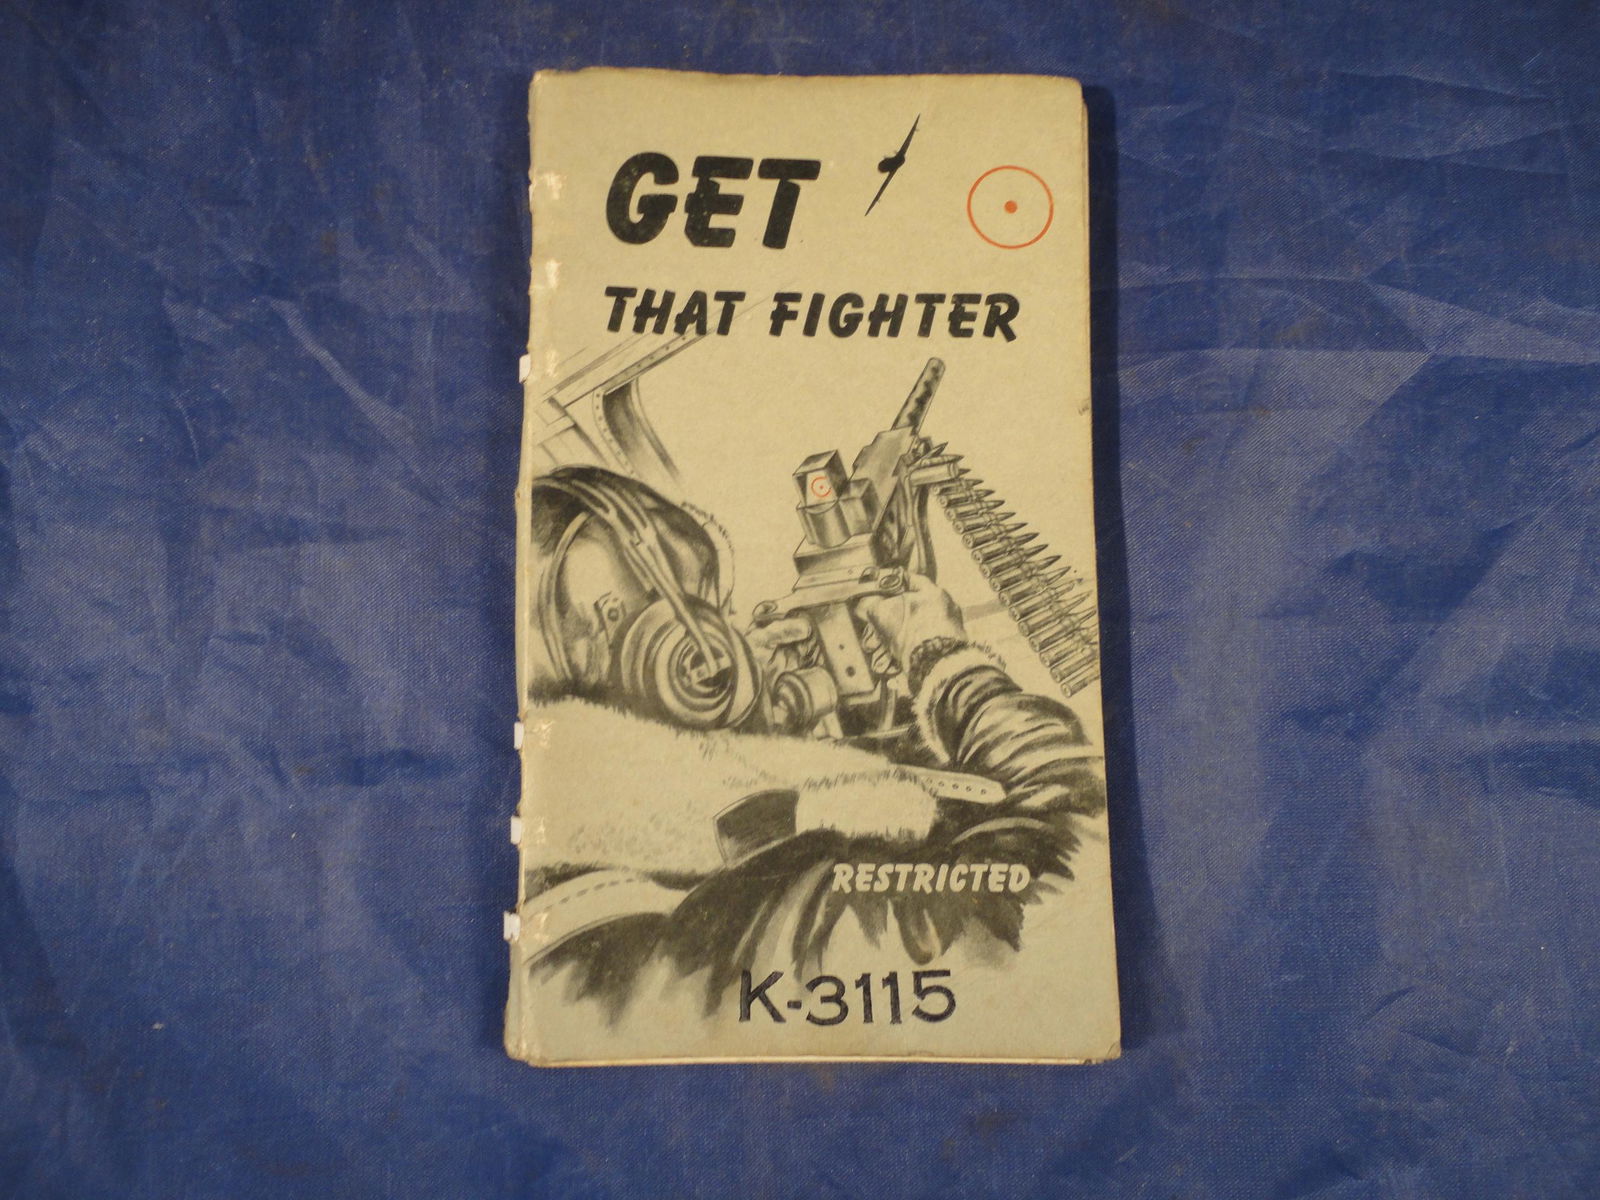 GET
THAT FIGHTER
RESTRICTED
K-3115